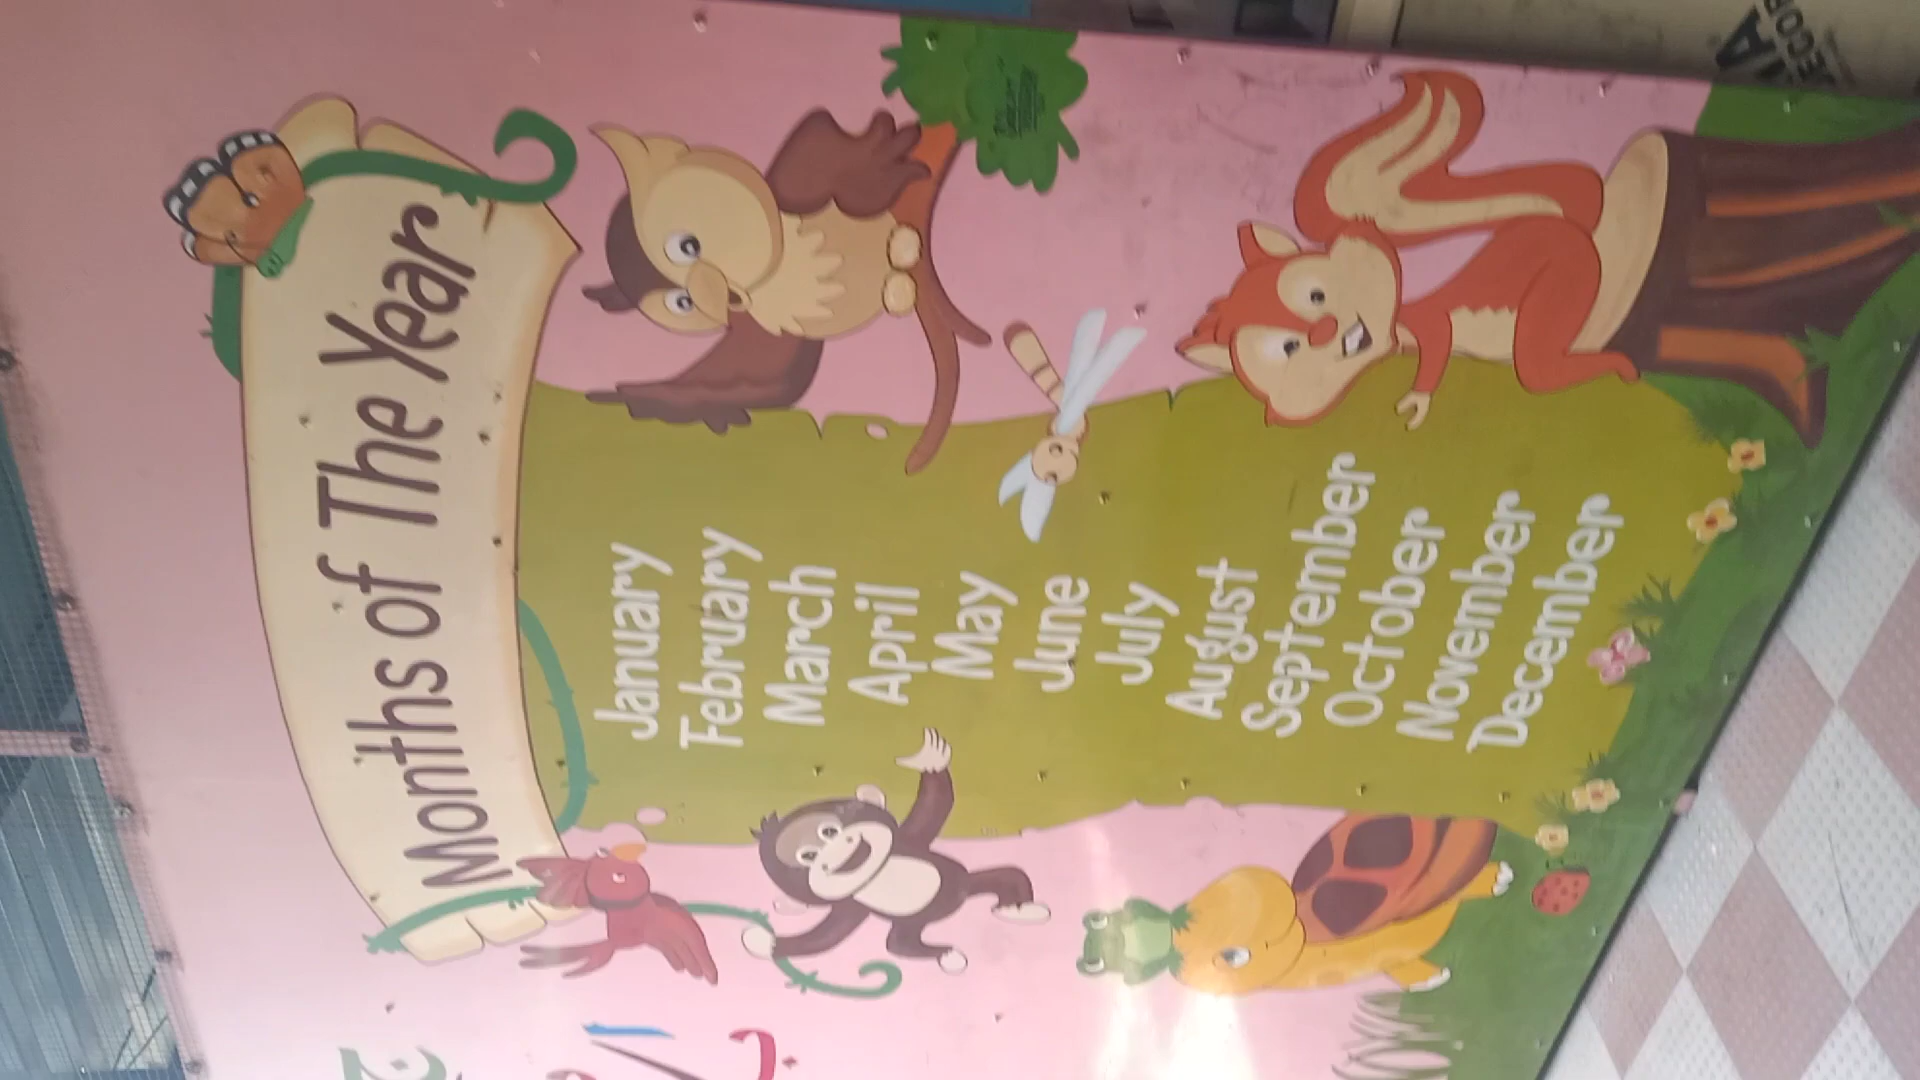 Months of The Year
January
February
March
April
May
June
July
August
September
October
November
December